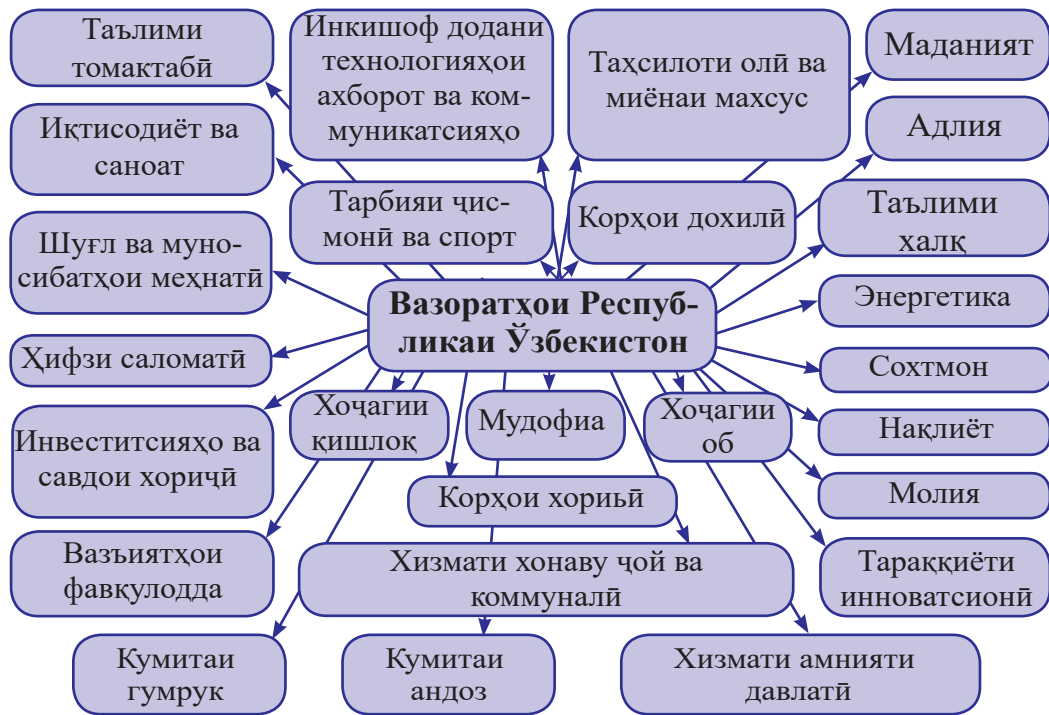 Таълими
томактабӣ
Инкишоф додани
технологияҳои
ахборот ва ком-
муникатсияҳо
Таҳсилоти олӣ ва
миёнаи махсус
Маданият
Иқтисодиёт ва
саноат
Адлия
Тарбияи ҷис-
монӣ ва спорт
Корҳои дохилӣ
Таълими
халқ
Шуғл ва муно-
сибатҳои меҳнатӣ
Вазоратҳои Респуб-
ликаи Ўзбекистон
Энергетика
Ҳифзи саломатӣ
Сохтмон
Хоҷагии
қишлоқ
Мудофиа
Хоҷагии
об
Нақлиёт
Инвеститсияҳо ва
савдои хориҷӣ
Корҳои хориьӣ
Молия
Вазъиятҳои
фавқулодда
Хизмати хонаву ҷой ва
коммуналӣ
Тараққиёти
инноватсионӣ
Кумитаи
гумрук
Кумитаи
андоз
Хизмати амнияти
давлатӣ